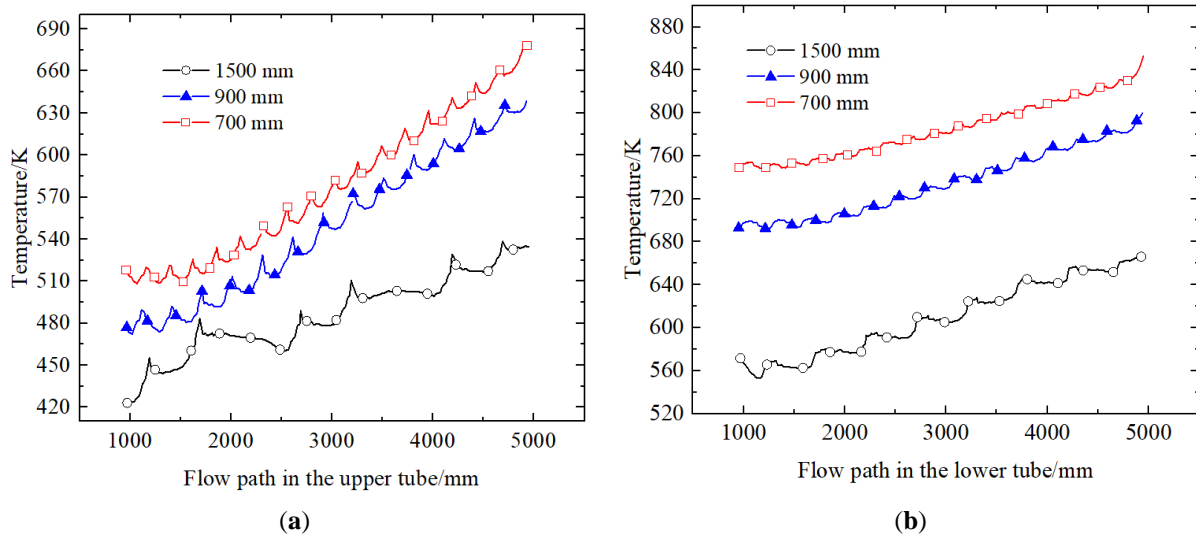 690
660
630
600
570
540
510
480
450
420
Temperature/K
1500 mm
900 mm
700 mm
1000 2000 3000 4000 5000
Flow path in the upper tube/mm
(a)
880
840
800
760
720
680
640
600
560
520
Temperature/K
1500 mm
900 mm
700 mm
1000 2000 3000 4000 5000
Flow path in the lower tube/mm
(b)